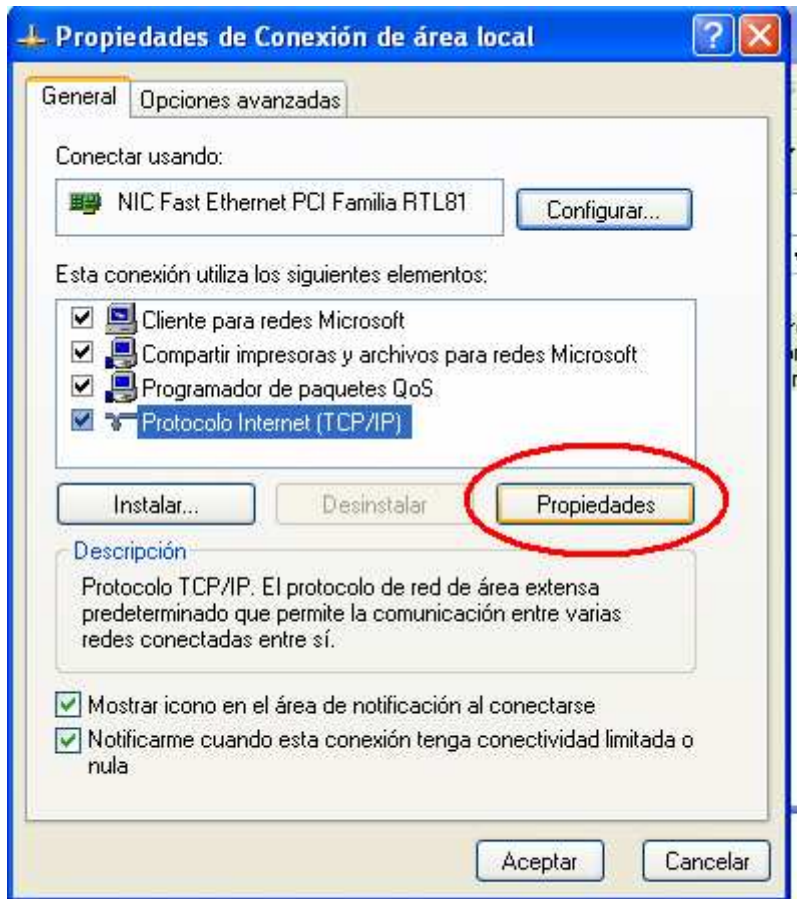 Propiedades de Conexión de área local
General
Opciones avanzadas
Conectar usando:
NIC Fast Ethernet PCI Familia RTL81
Configurar...
Esta conexión utiliza los siguientes elementos:
Cliente para redes Microsoft
Compartir impresoras y archivos para redes Microsoft
Programador de paquetes QoS
Protocolo Internet (TCP/IP)
Instalar...
Desinstalar
Propiedades
Descripción
Protocolo TCP/IP. El protocolo de red de área extensa
predeterminado que permite la comunicación entre varias
redes conectadas entre sí.
Mostrar icono en el área de notificación al conectarse
Notificarme cuando esta conexión tenga conectividad limitada o
nula
Aceptar
Cancelar